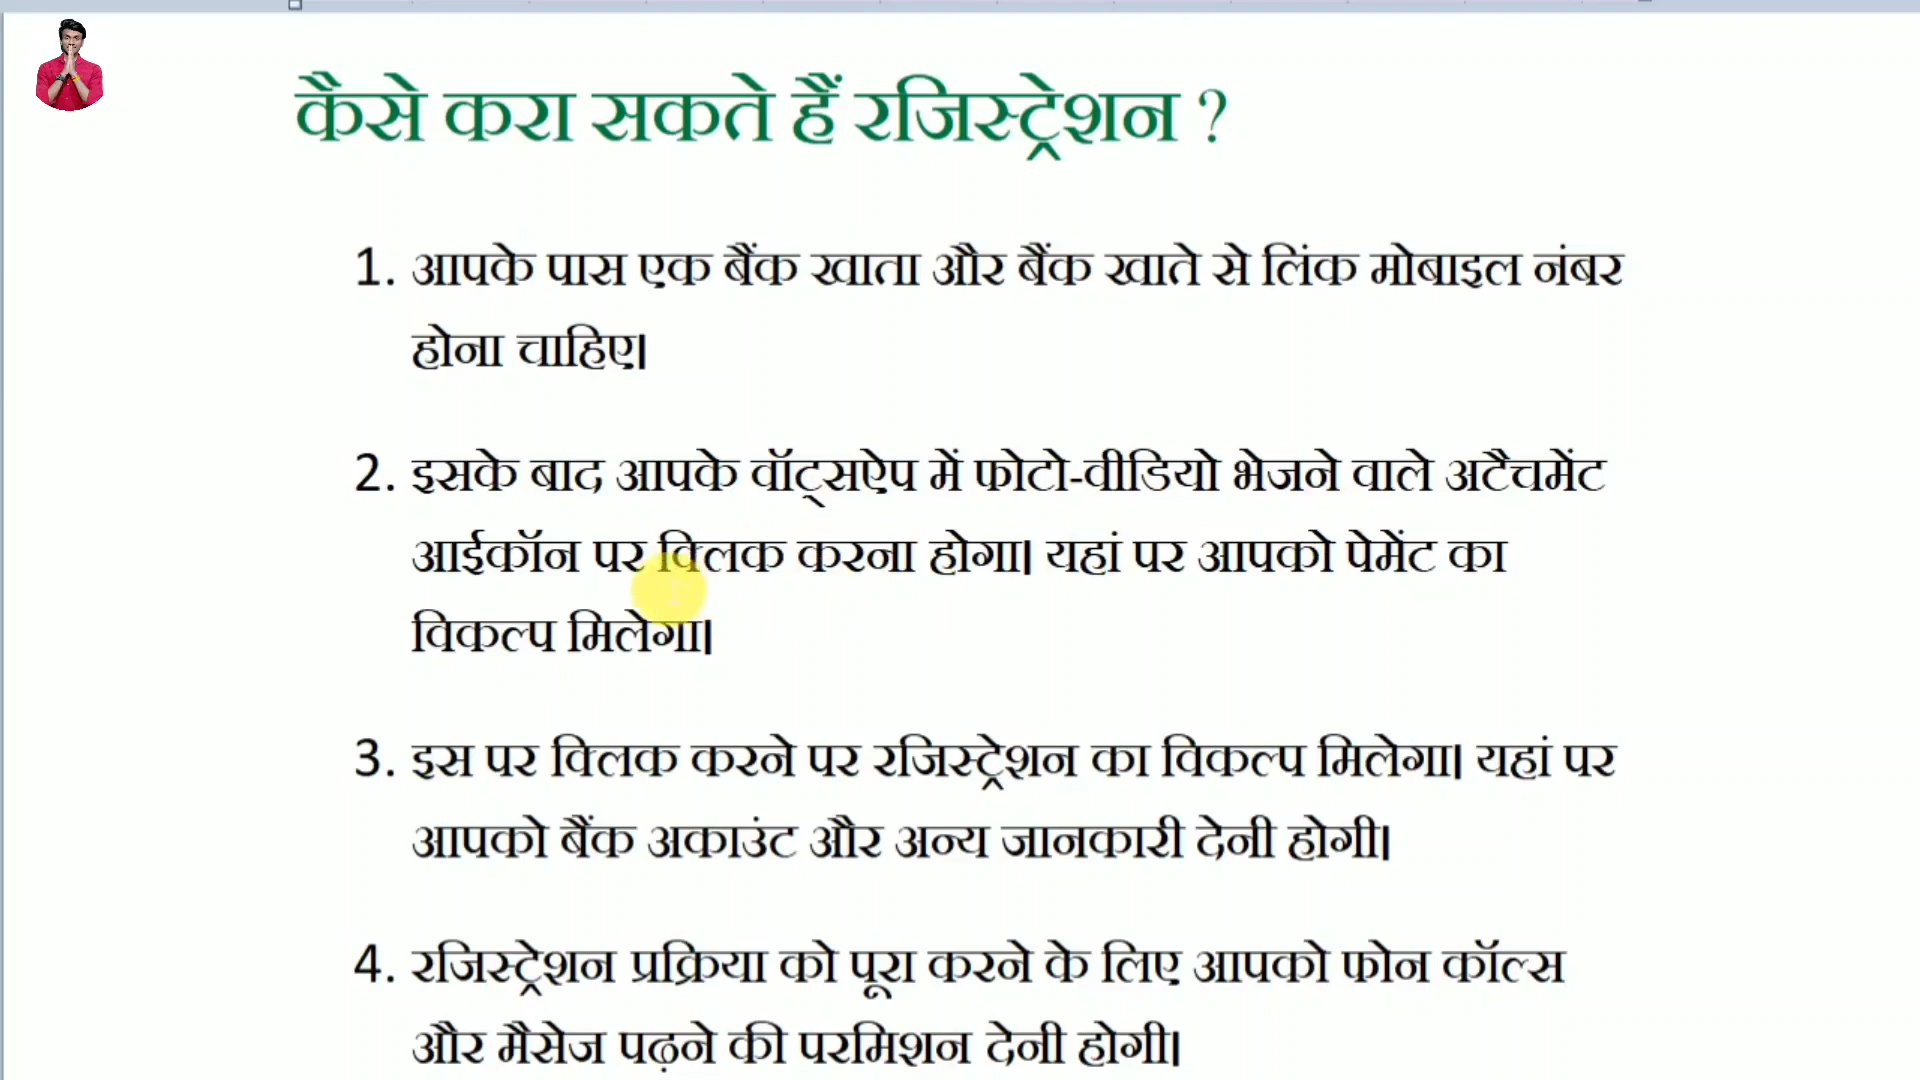 कैसे करा सकते हैं रजिस्ट्रेशन ?
1. आपके पास एक बैंक खाता और बैंक खाते से लिंक मोबाइल नंबर
होना चाहिए।
2. इसके बाद आपके वॉट्सऐप में फोटो-वीडियो भेजने वाले अटैचमेंट
आईकॉन पर क्लिक करना होगा। यहां पर आपको पेमेंट का
विकल्प मिलेगा।
3. इस पर क्लिक करने पर रजिस्ट्रेशन का विकल्प मिलेगा। यहां पर
आपको बैंक अकाउंट और अन्य जानकारी देनी होगी।
4. रजिस्ट्रेशन प्रक्रिया को पूरा करने के लिए आपको फोन कॉल्स
और मैसेज पढ़ने की परमिशन देनी होगी।